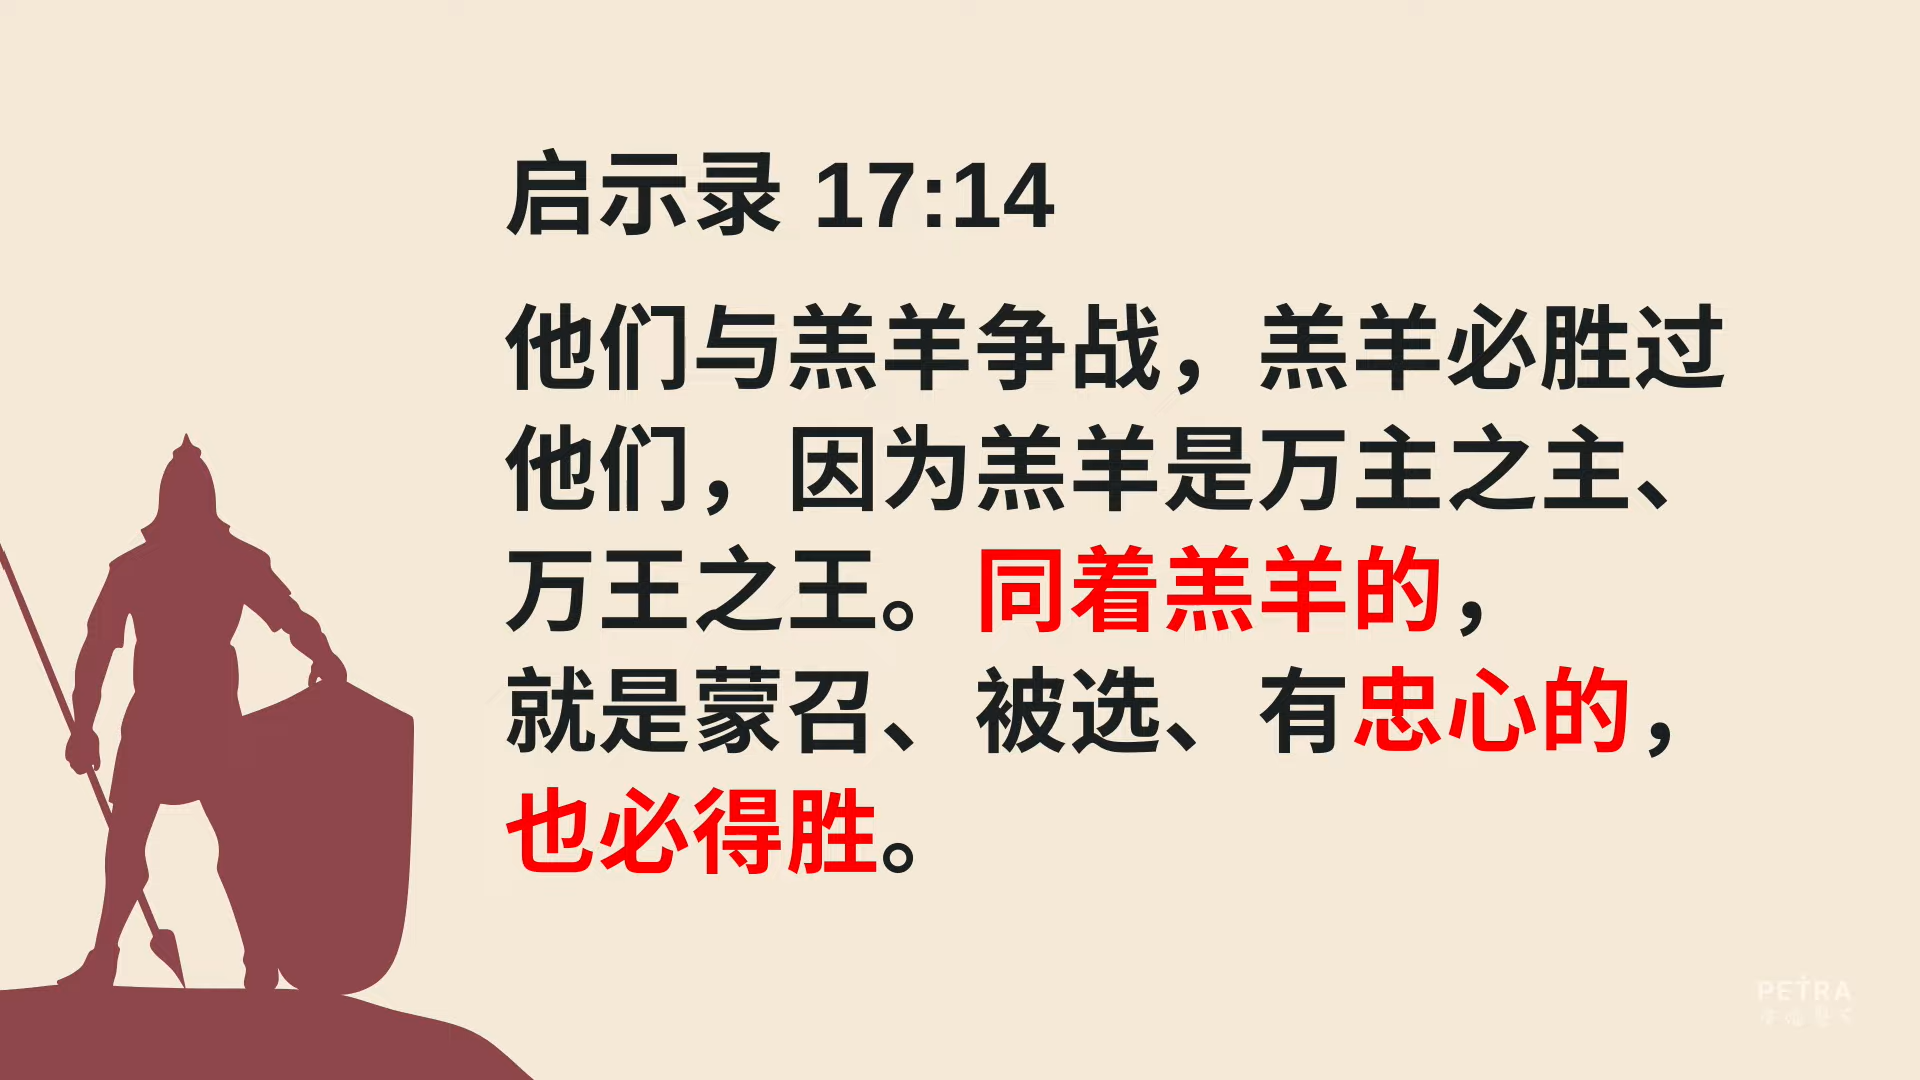 启示录 17:14
他们与羔羊争战，羔羊必胜过
他们，因为羔羊是万主之主、
万王之王。同着羔羊的，
就是蒙召、被选、有忠心的，
也必得胜。
PETRA